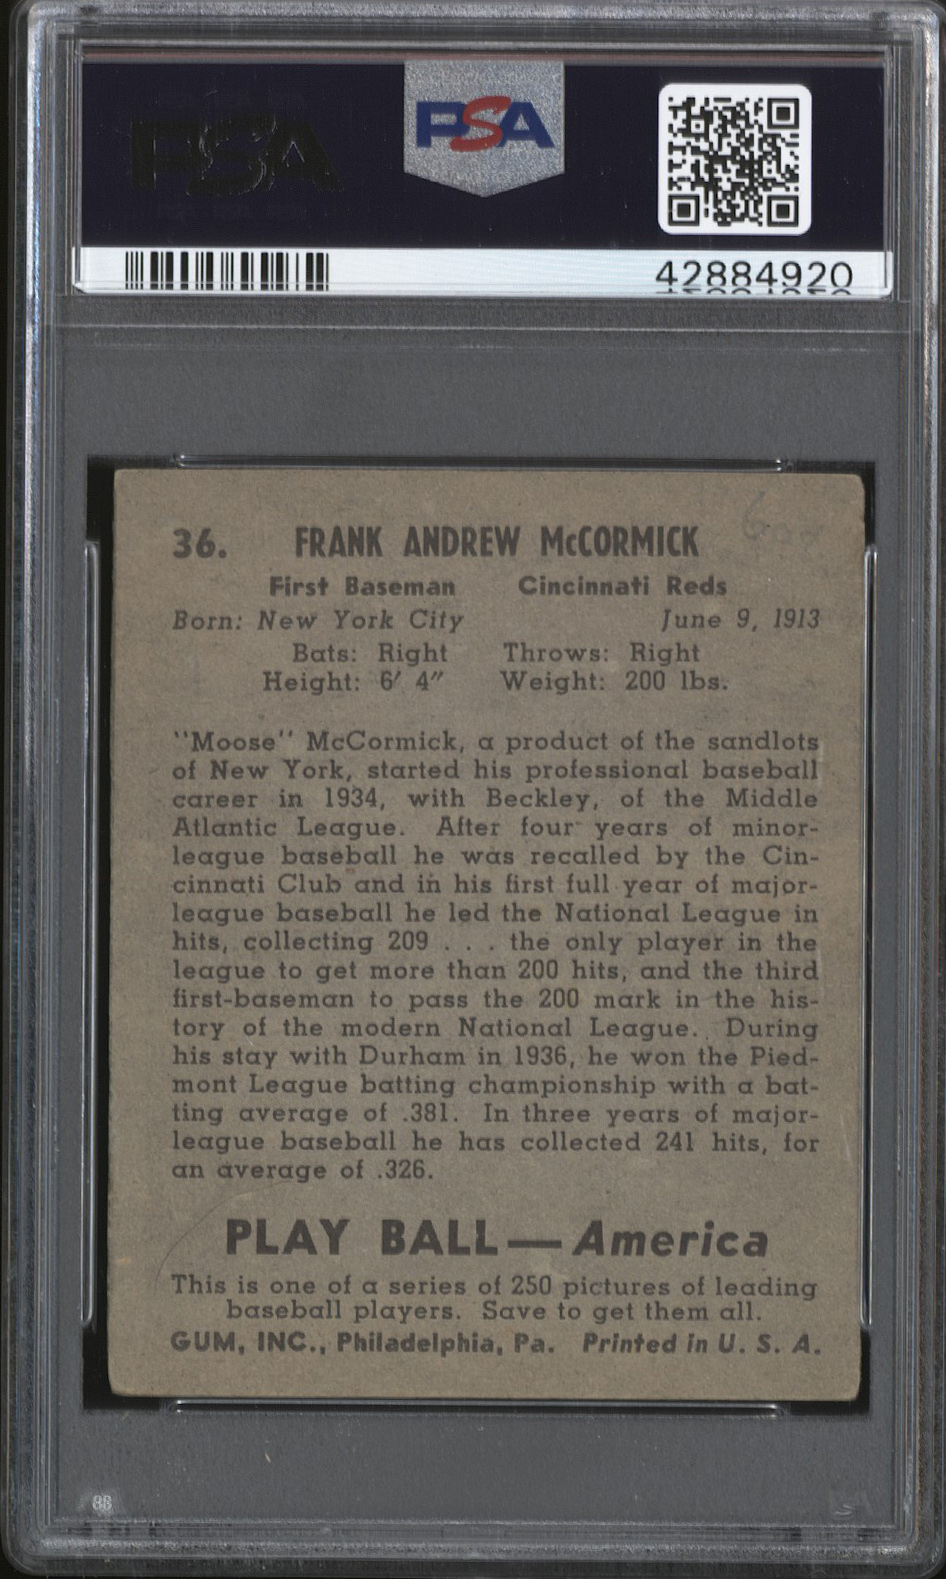 PSA
PSA
42884920
36. FRANK ANDREW McCORMICK
First Baseman Cincinnati Reds
Born: New York City June 9, 1913
Bats: Right Throws: Right
Height: 6′ 4″ Weight: 200 lbs.
"Moose" McCormick, a product of the sandlots
of New York, started his professional baseball
career in 1934, with Beckley, of the Middle
Atlantic League. After four years of minor-
league baseball he was recalled by the Cin-
cinnati Club and in his first full year of major-
league baseball he led the National League in
hits, collecting 209 . . . the only player in the
league to get more than 200 hits, and the third
first-baseman to pass the 200 mark in the his-
tory of the modern National League. During
his stay with Durham in 1936, he won the Pied-
mont League batting championship with a bat-
ting average of .381. In three years of major-
league baseball he has collected 241 hits, for
an average of .326.
PLAY BALL — America
This is one of a series of 250 pictures of leading
baseball players. Save to get them all.
GUM, INC., Philadelphia, Pa. Printed in U. S. A.